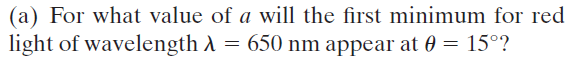 (a) For what value of a will the first minimum for red
light of wavelength λ = 650 nm appear at θ = 15°?